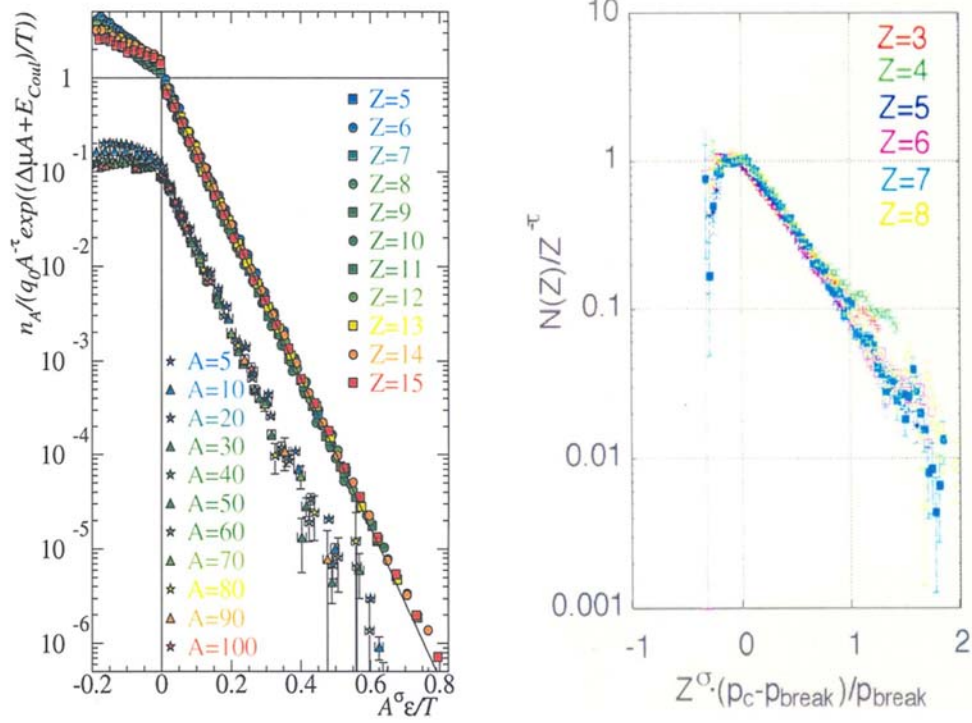 n_A/(q_0 A^{-τ} exp((ΔμA+E_{Coul})/T))
1
10^{-1}
10^{-2}
10^{-3}
10^{-4}
10^{-5}
10^{-6}
Z=5
Z=6
Z=7
Z=8
Z=9
Z=10
Z=11
Z=12
Z=13
Z=14
Z=15
A=5
A=10
A=20
A=30
A=40
A=50
A=60
A=70
A=80
A=90
A=100
-0.2 0 0.2 0.4 0.6 0.8
A^σ ε/T
N(Z)/Z^{-τ}
10
1
0.1
0.01
0.001
Z=3
Z=4
Z=5
Z=6
Z=7
Z=8
-1 0 1 2
Z^σ·(p_c-p_break)/p_break